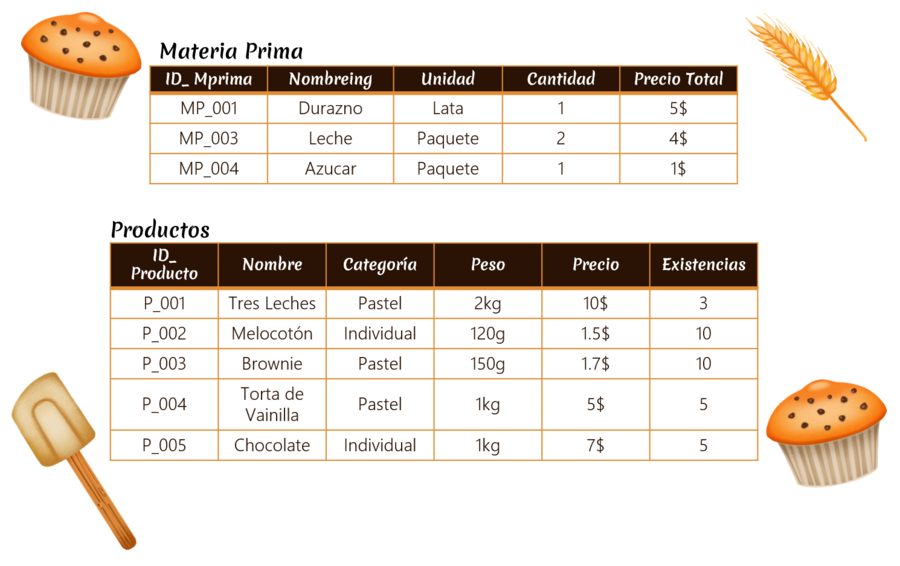 Materia Prima
ID_ Mprima Nombreing Unidad Cantidad Precio Total
MP_001 Durazno Lata 1 5$
MP_003 Leche Paquete 2 4$
MP_004 Azucar Paquete 1 1$
Productos
ID_
Producto Nombre Categoría Peso Precio Existencias
P_001 Tres Leches Pastel 2kg 10$ 3
P_002 Melocotón Individual 120g 1.5$ 10
P_003 Brownie Pastel 150g 1.7$ 10
P_004 Torta de
Vainilla Pastel 1kg 5$ 5
P_005 Chocolate Individual 1kg 7$ 5